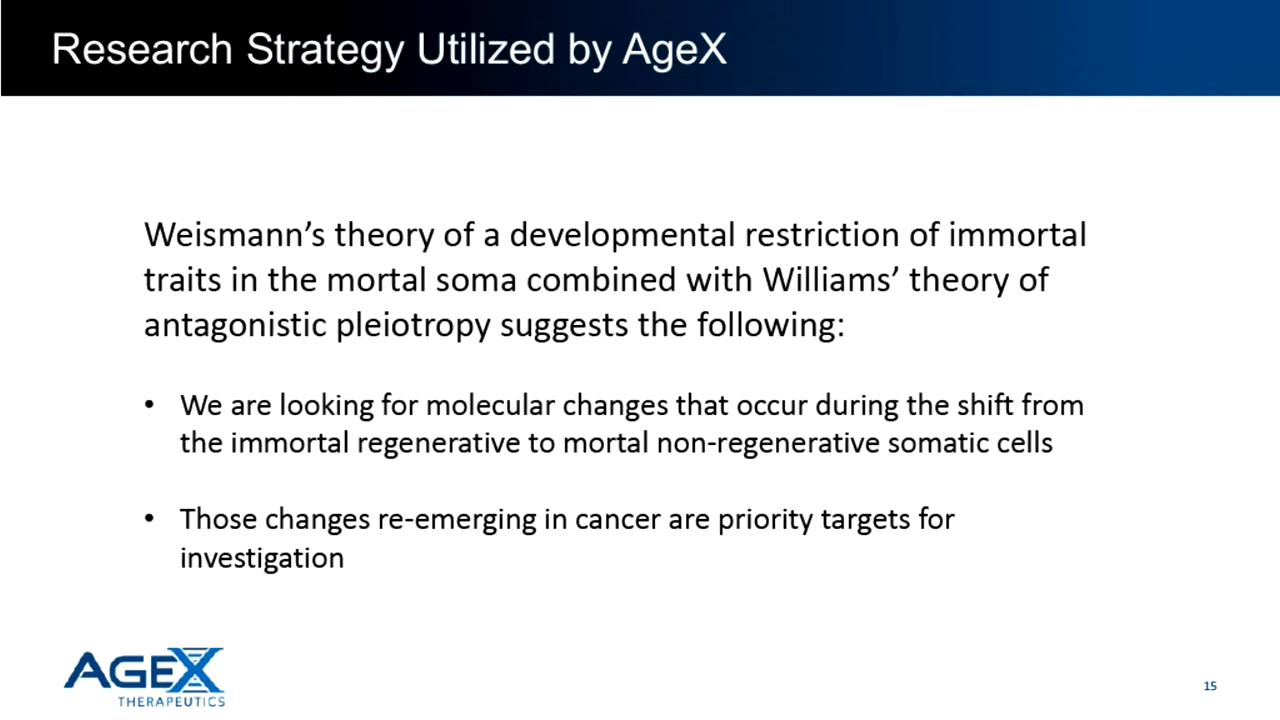 Research Strategy Utilized by AgeX
Weismann’s theory of a developmental restriction of immortal
traits in the mortal soma combined with Williams’ theory of
antagonistic pleiotropy suggests the following:
• We are looking for molecular changes that occur during the shift from
the immortal regenerative to mortal non-regenerative somatic cells
• Those changes re-emerging in cancer are priority targets for
investigation
AGEX
THERAPEUTICS
15